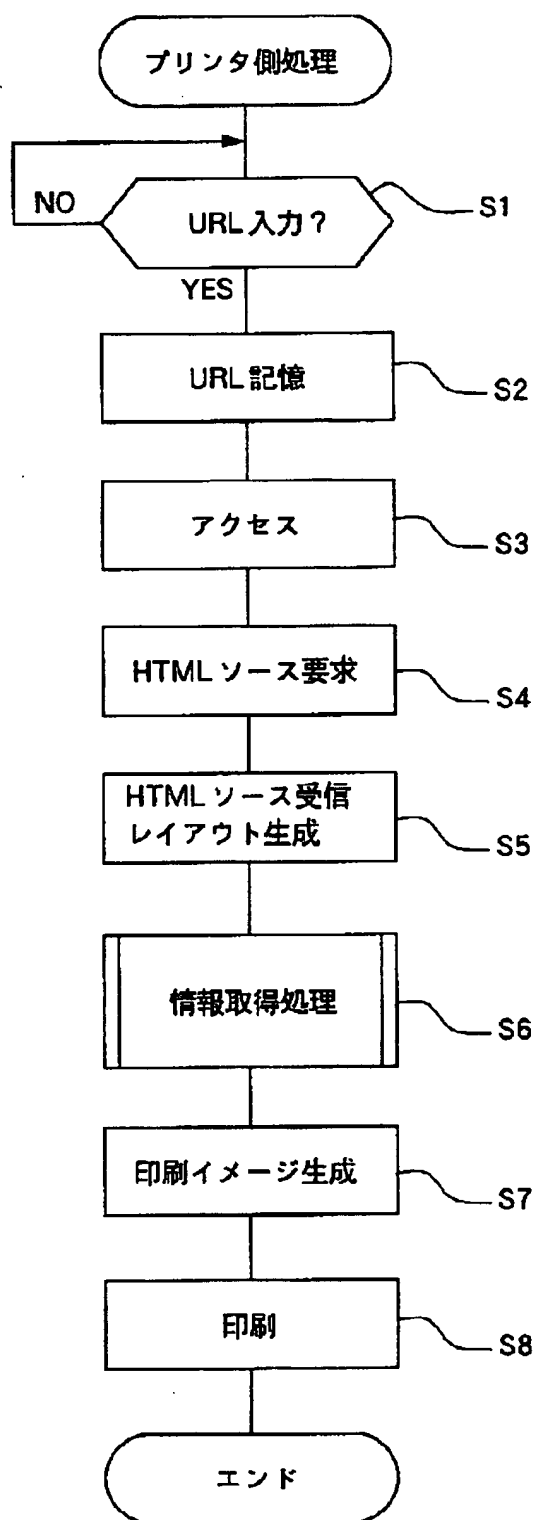 プリンタ側処理
NO
URL入力?
S1
YES
URL記憶
S2
アクセス
S3
HTMLソース要求
S4
HTMLソース受信
レイアウト生成
S5
情報取得処理
S6
印刷イメージ生成
S7
印刷
S8
エンド